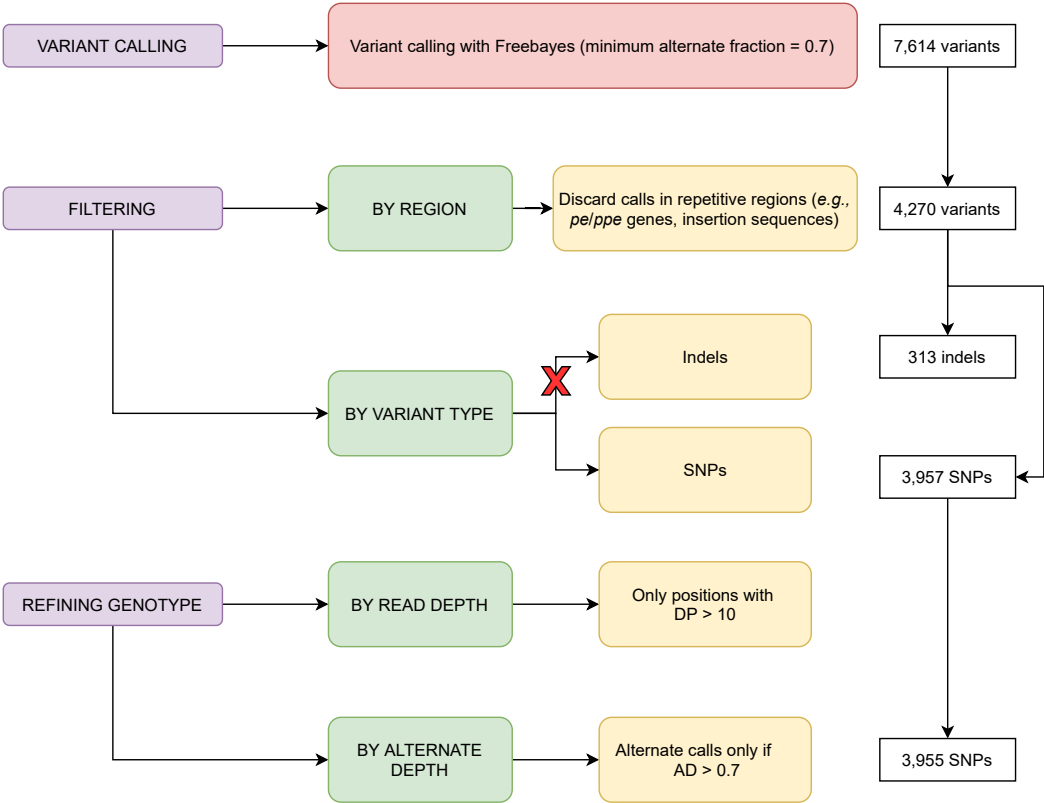 VARIANT CALLING
Variant calling with Freebayes (minimum alternate fraction = 0.7)
7,614 variants
FILTERING
BY REGION
Discard calls in repetitive regions (e.g.,
pe/ppe genes, insertion sequences)
4,270 variants
Indels
313 indels
BY VARIANT TYPE
SNPs
3,957 SNPs
REFINING GENOTYPE
BY READ DEPTH
Only positions with
DP > 10
BY ALTERNATE
DEPTH
Alternate calls only if
AD > 0.7
3,955 SNPs